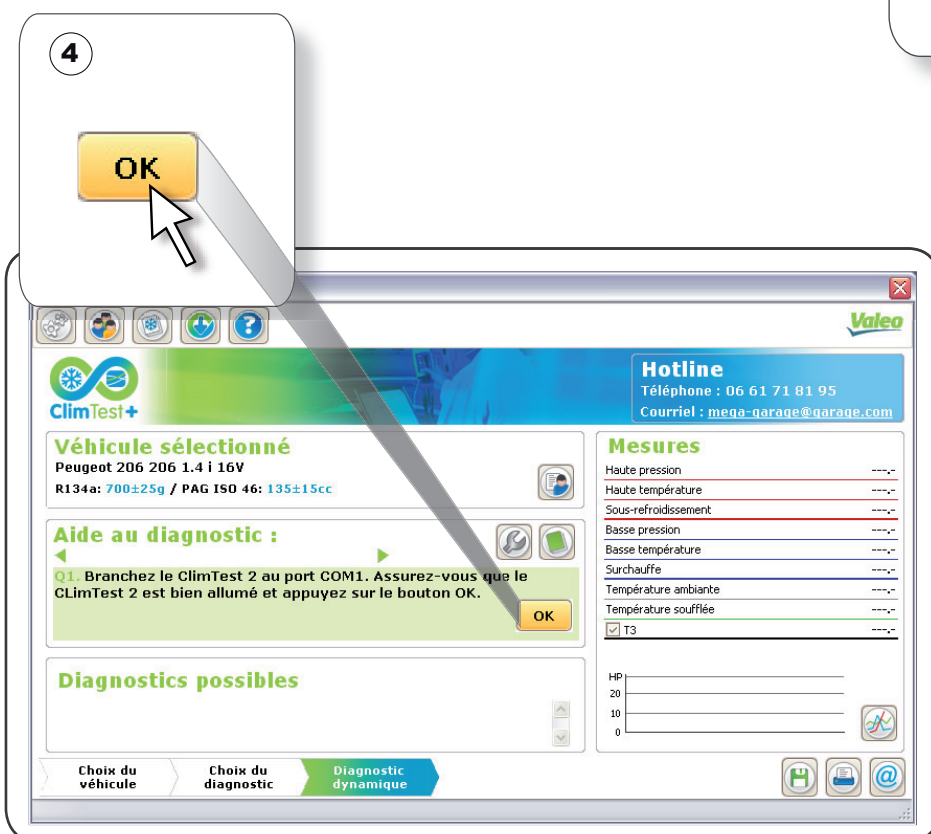 4
OK
Valeo
ClimTest+
Hotline
Téléphone : 06 61 71 81 95
Courriel : mega-garage@garage.com
Véhicule sélectionné
Peugeot 206 206 1.4 i 16V
R134a: 700±25g / PAG ISO 46: 135±15cc
Aide au diagnostic :
Q1. Branchez le ClimTest 2 au port COM1. Assurez-vous que le
CLimTest 2 est bien allumé et appuyez sur le bouton OK.
OK
Diagnostics possibles
Mesures
Haute pression ---.-
Haute température ---.-
Sous-refroidissement ---.-
Basse pression ---.-
Basse température ---.-
Surchauffe ---.-
Température ambiante ---.-
Température soufflée ---.-
T3 ---.-
HP
20
10
0
Choix du
véhicule
Choix du
diagnostic
Diagnostic
dynamique